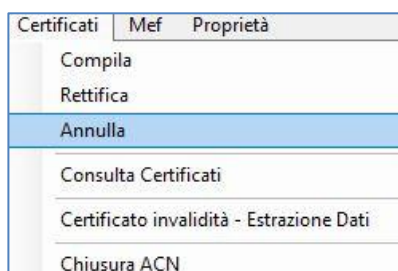 Certificati Mef Proprietà
Compila
Rettifica
Annulla
Consulta Certificati
Certificato invalidità - Estrazione Dati
Chiusura ACN